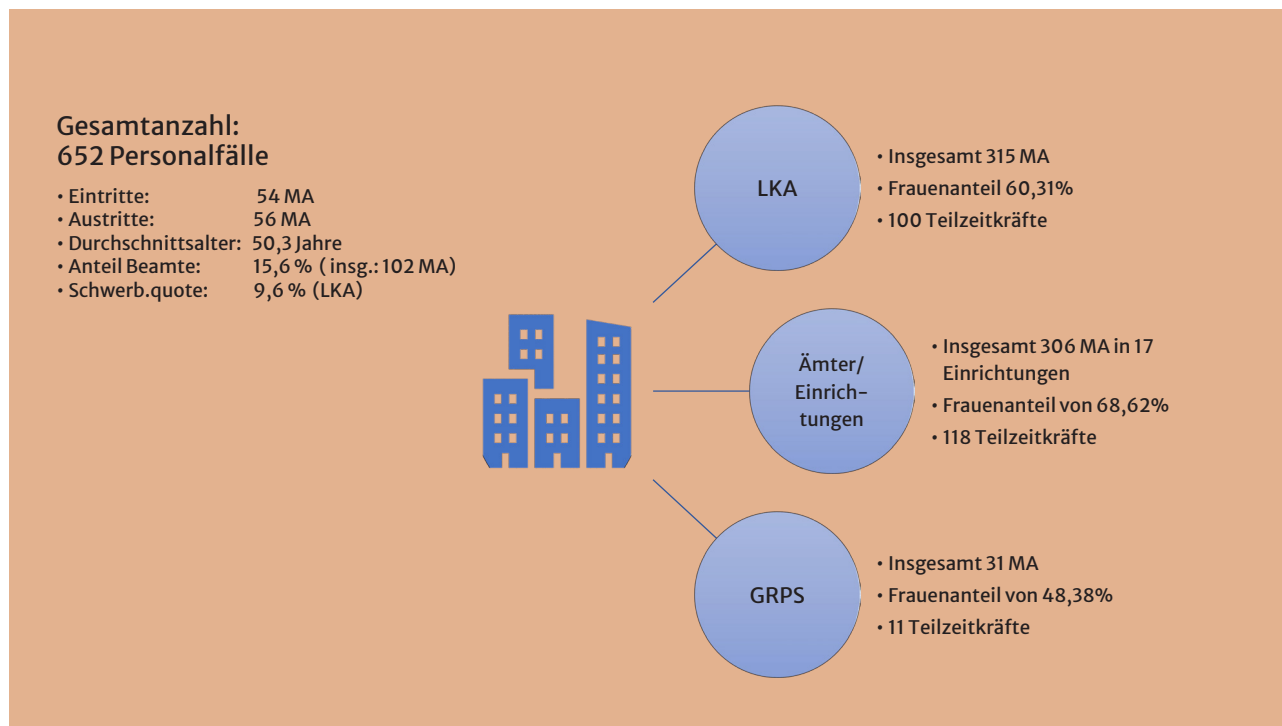 Gesamtanzahl:
652 Personalfälle
• Eintritte: 54 MA
• Austritte: 56 MA
• Durchschnittsalter: 50,3 Jahre
• Anteil Beamte: 15,6 % ( insg.: 102 MA)
• Schwerb.quote: 9,6 % (LKA)
LKA
• Insgesamt 315 MA
• Frauenanteil 60,31%
• 100 Teilzeitkräfte
Ämter/
Einrich-
tungen
• Insgesamt 306 MA in 17
Einrichtungen
• Frauenanteil von 68,62%
• 118 Teilzeitkräfte
GRPS
• Insgesamt 31 MA
• Frauenanteil von 48,38%
• 11 Teilzeitkräfte